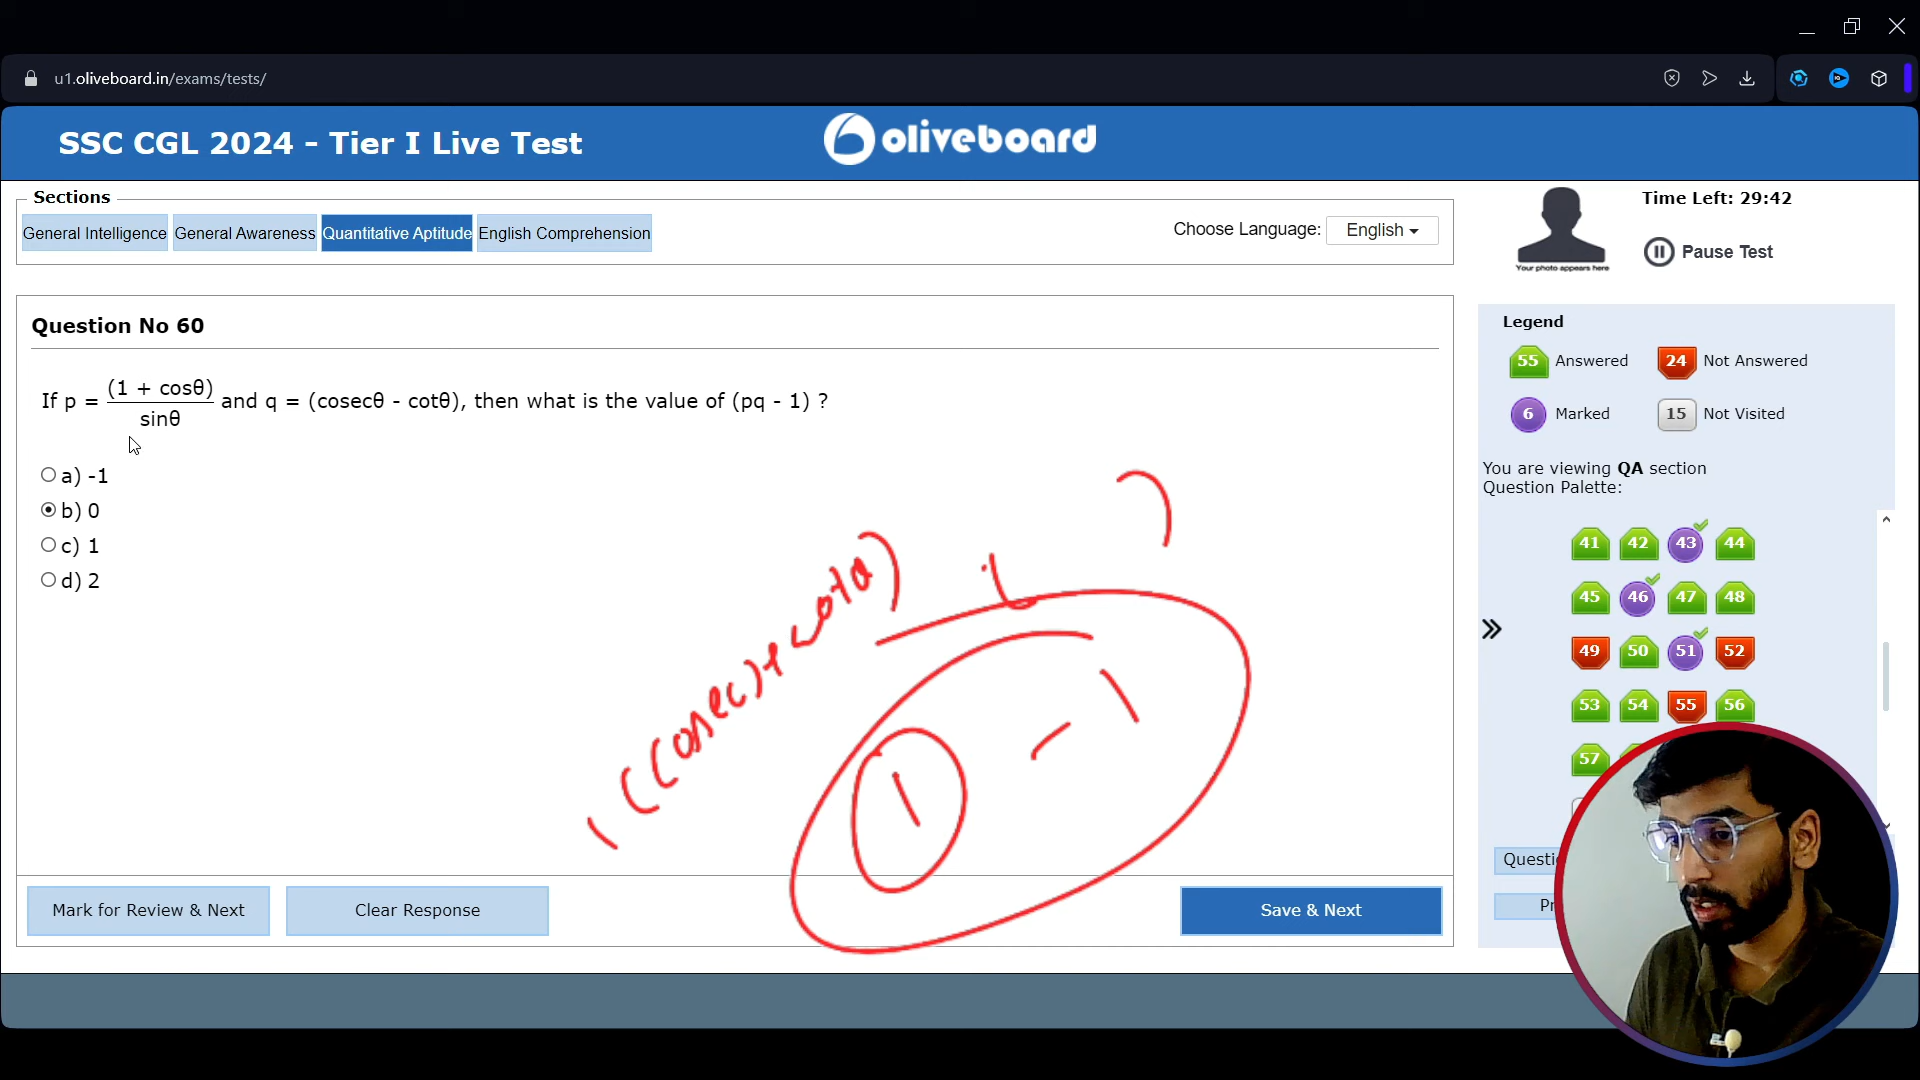 u1.oliveboard.in/exams/tests/
SSC CGL 2024 - Tier I Live Test
oliveboard
Sections
General Intelligence
General Awareness
Quantitative Aptitude
English Comprehension
Choose Language: English
Your photo appears here
Time Left: 29:42
Pause Test
Question No 60
If p = (1 + cosθ)/sinθ and q = (cosecθ - cotθ), then what is the value of (pq - 1) ?
a) -1
b) 0
c) 1
d) 2
1 - 1
Mark for Review & Next
Clear Response
Save & Next
Legend
55 Answered
24 Not Answered
6 Marked
15 Not Visited
You are viewing QA section
Question Palette:
41 42 43 44
45 46 47 48
49 50 51 52
53 54 55 56
57